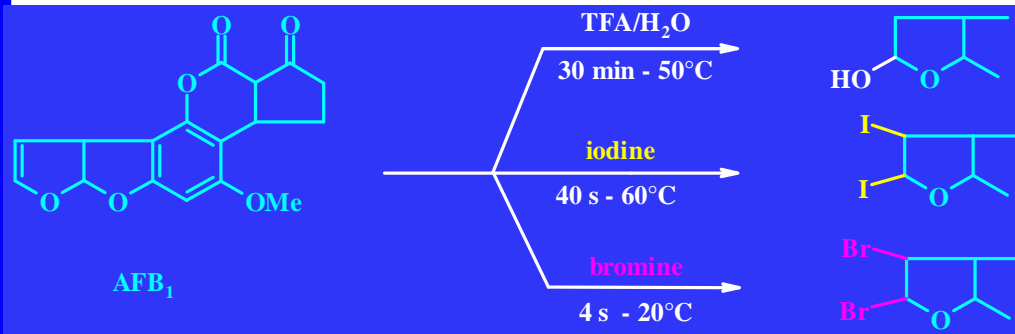 TFA/H₂O
30 min - 50°C
HO
O
O
O
O
O
O
OMe
AFB₁
iodine
40 s - 60°C
I
I
O
bromine
4 s - 20°C
Br
Br
O